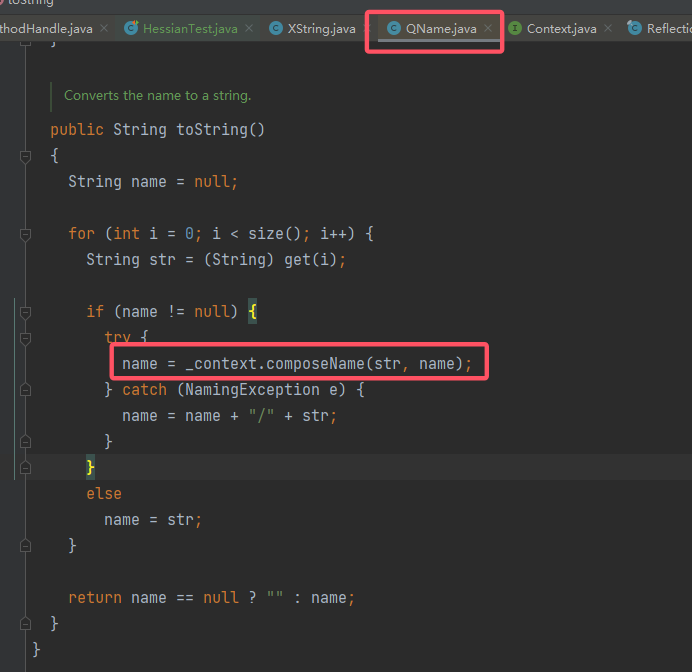 toString
thodHandle.java HessianTest.java XString.java QName.java Context.java Reflectio
}
Converts the name to a string.
public String toString()
{
String name = null;
for (int i = 0; i < size(); i++) {
String str = (String) get(i);
if (name != null) {
try {
name = _context.composeName(str, name);
} catch (NamingException e) {
name = name + "/" + str;
}
}
else
name = str;
}
return name == null ? "" : name;
}
}